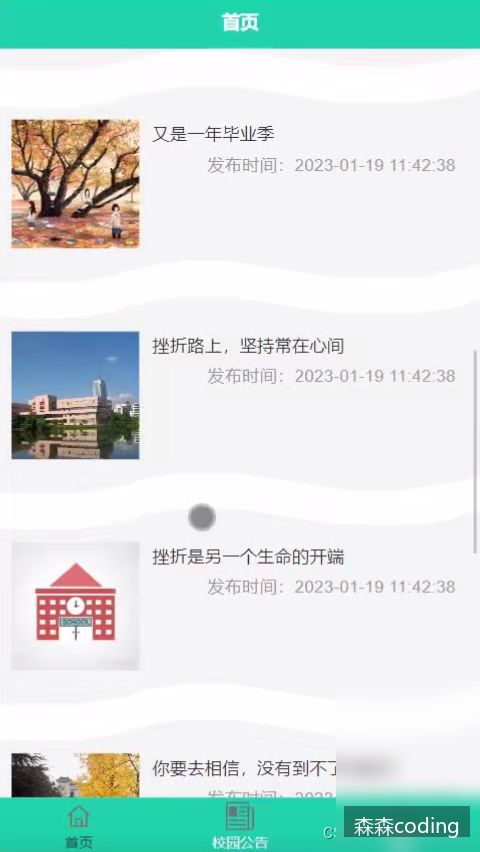 首页
又是一年毕业季
发布时间：2023-01-19 11:42:38
挫折路上，坚持常在心间
发布时间：2023-01-19 11:42:38
挫折是另一个生命的开端
发布时间：2023-01-19 11:42:38
SCHOOL
你要去相信，没有到不了
发布时间：2023
首页
校园公告
CS
森森coding